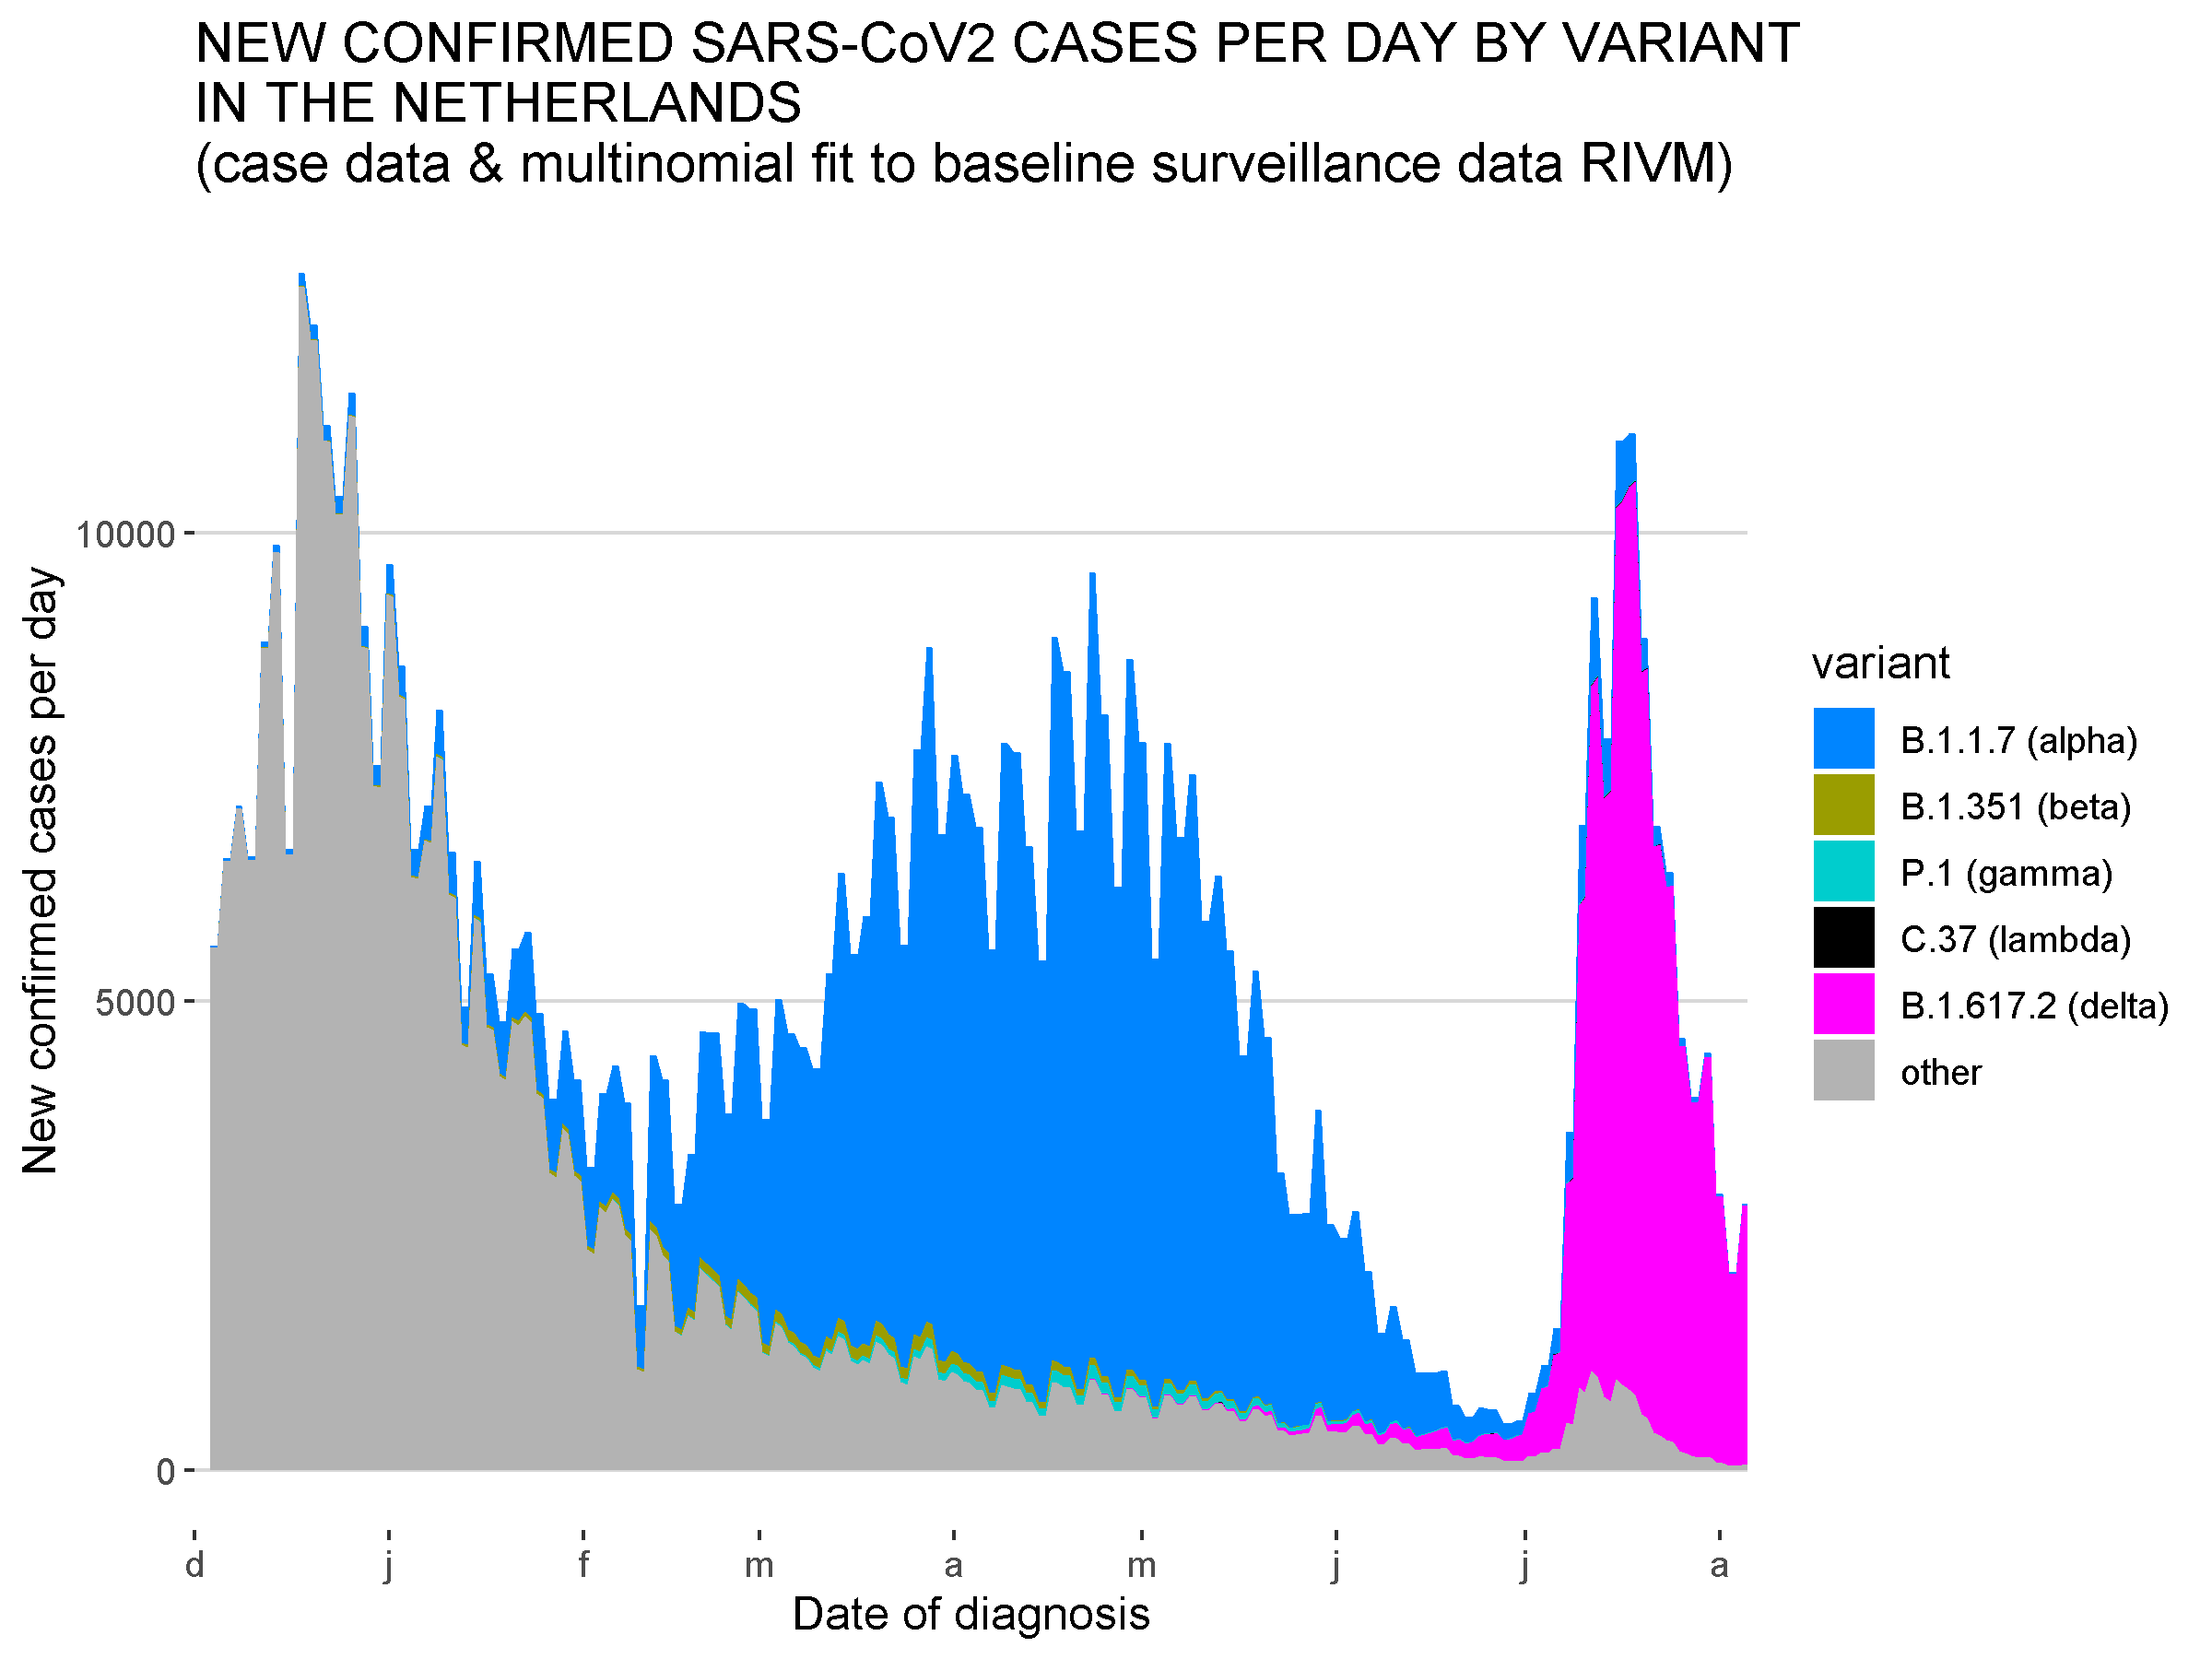 NEW CONFIRMED SARS-CoV2 CASES PER DAY BY VARIANT
IN THE NETHERLANDS
(case data & multinomial fit to baseline surveillance data RIVM)
New confirmed cases per day
10000
5000
0
d j f m a m j j a
Date of diagnosis
variant
B.1.1.7 (alpha)
B.1.351 (beta)
P.1 (gamma)
C.37 (lambda)
B.1.617.2 (delta)
other